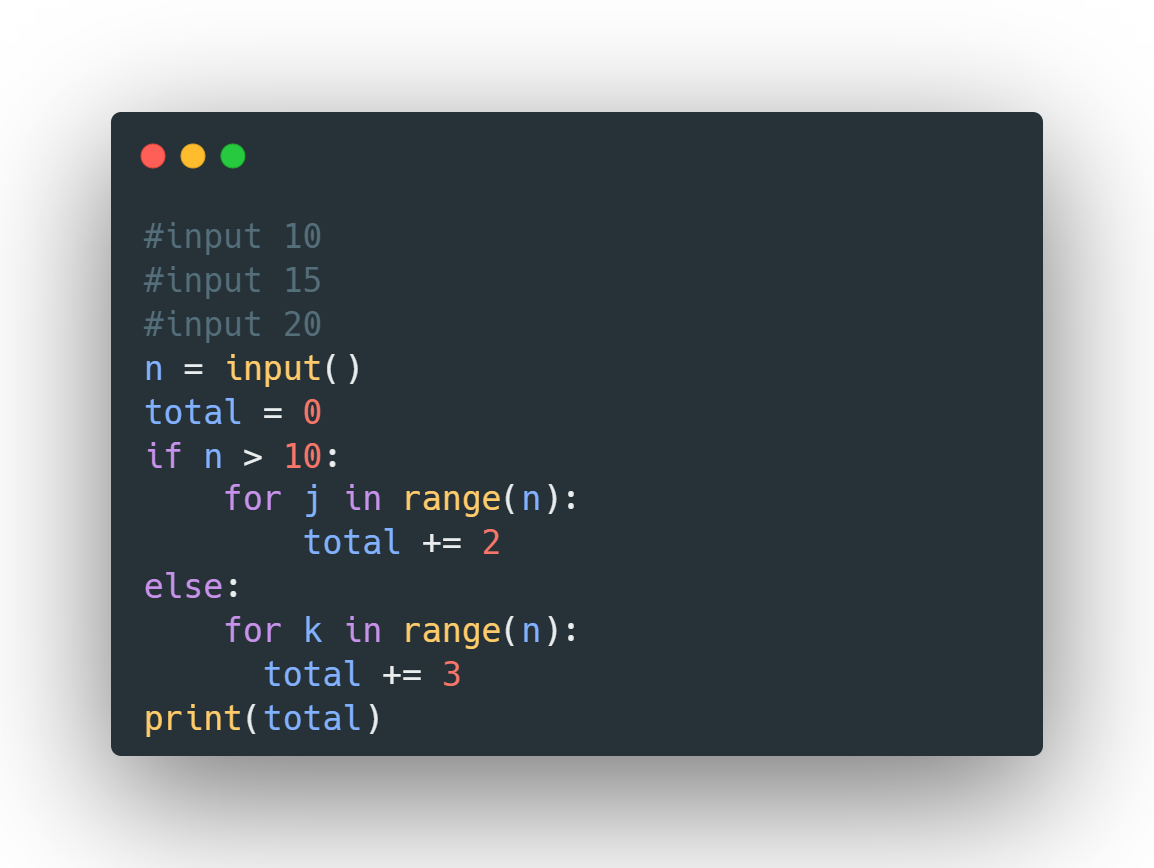 #input 10
#input 15
#input 20
n = input()
total = 0
if n > 10:
    for j in range(n):
        total += 2
else:
    for k in range(n):
      total += 3
print(total)